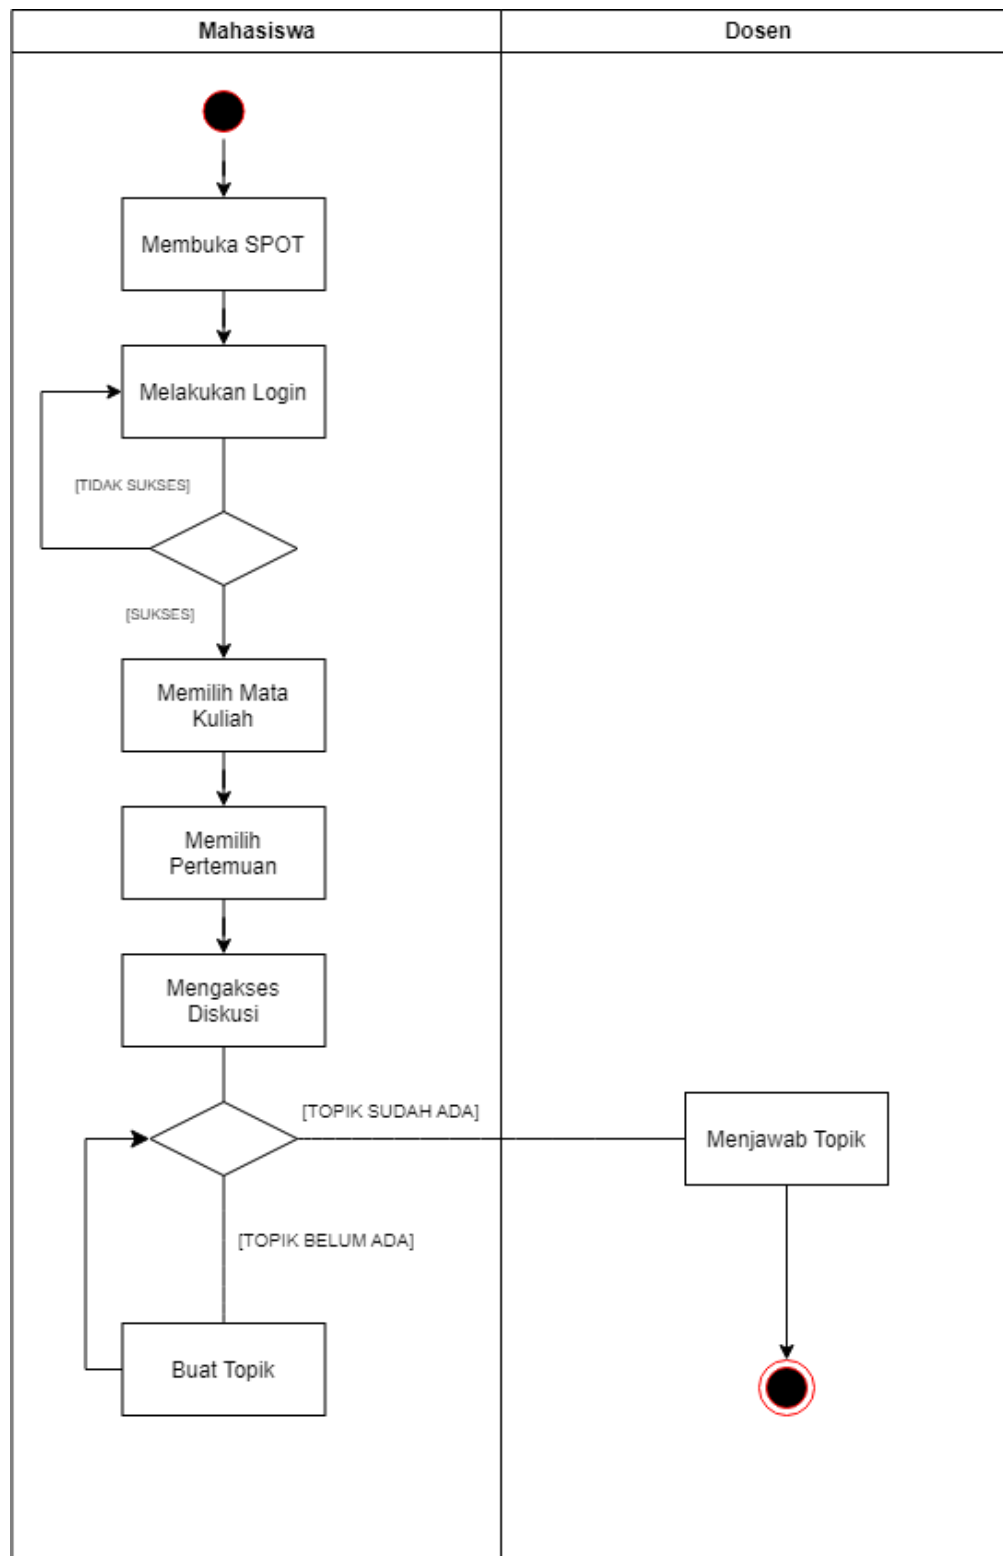 Mahasiswa
Dosen
Membuka SPOT
Melakukan Login
[TIDAK SUKSES]
[SUKSES]
Memilih Mata
Kuliah
Memilih
Pertemuan
Mengakses
Diskusi
[TOPIK SUDAH ADA]
Menjawab Topik
[TOPIK BELUM ADA]
Buat Topik